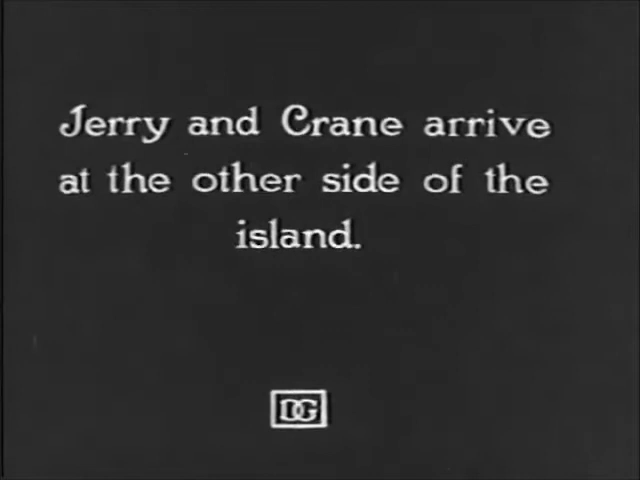 Jerry and Crane arrive
at the other side of the
island.
DG